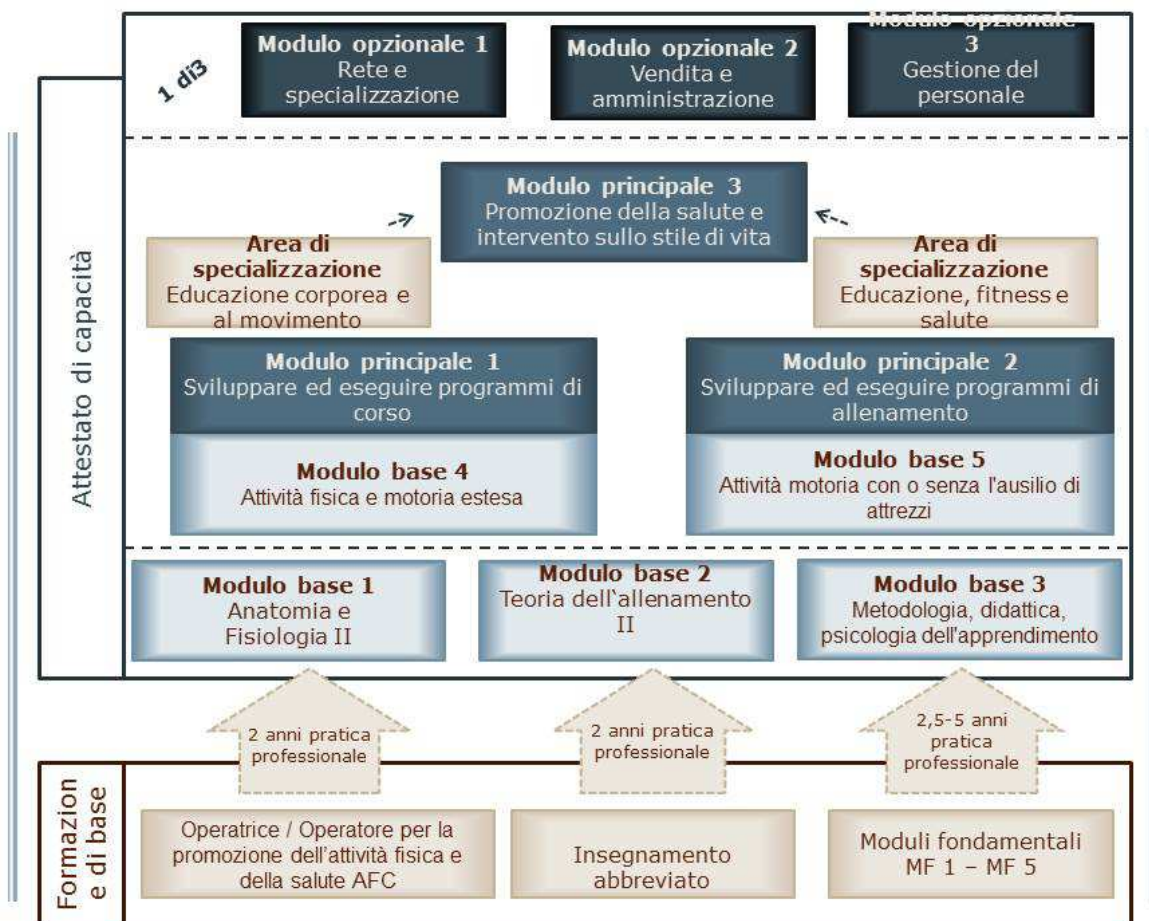 1 di3
Modulo opzionale 1
Rete e
specializzazione
Modulo opzionale 2
Vendita e
amministrazione
Modulo opzionale
3
Gestione del
personale
Attestato di capacità
Modulo principale 3
Promozione della salute e
intervento sullo stile di vita
Area di
specializzazione
Educazione corporea e
al movimento
Area di
specializzazione
Educazione, fitness e
salute
Modulo principale 1
Sviluppare ed eseguire programmi di
corso
Modulo principale 2
Sviluppare ed eseguire programmi di
allenamento
Modulo base 4
Attività fisica e motoria estesa
Modulo base 5
Attività motoria con o senza l'ausilio di
attrezzi
Modulo base 1
Anatomia e
Fisiologia II
Modulo base 2
Teoria dell`allenamento
II
Modulo base 3
Metodologia, didattica,
psicologia dell'apprendimento
2 anni pratica
professionale
2 anni pratica
professionale
2,5-5 anni
pratica
professionale
Formazion
e di base
Operatrice / Operatore per la
promozione dell'attività fisica e
della salute AFC
Insegnamento
abbreviato
Moduli fondamentali
MF 1 – MF 5